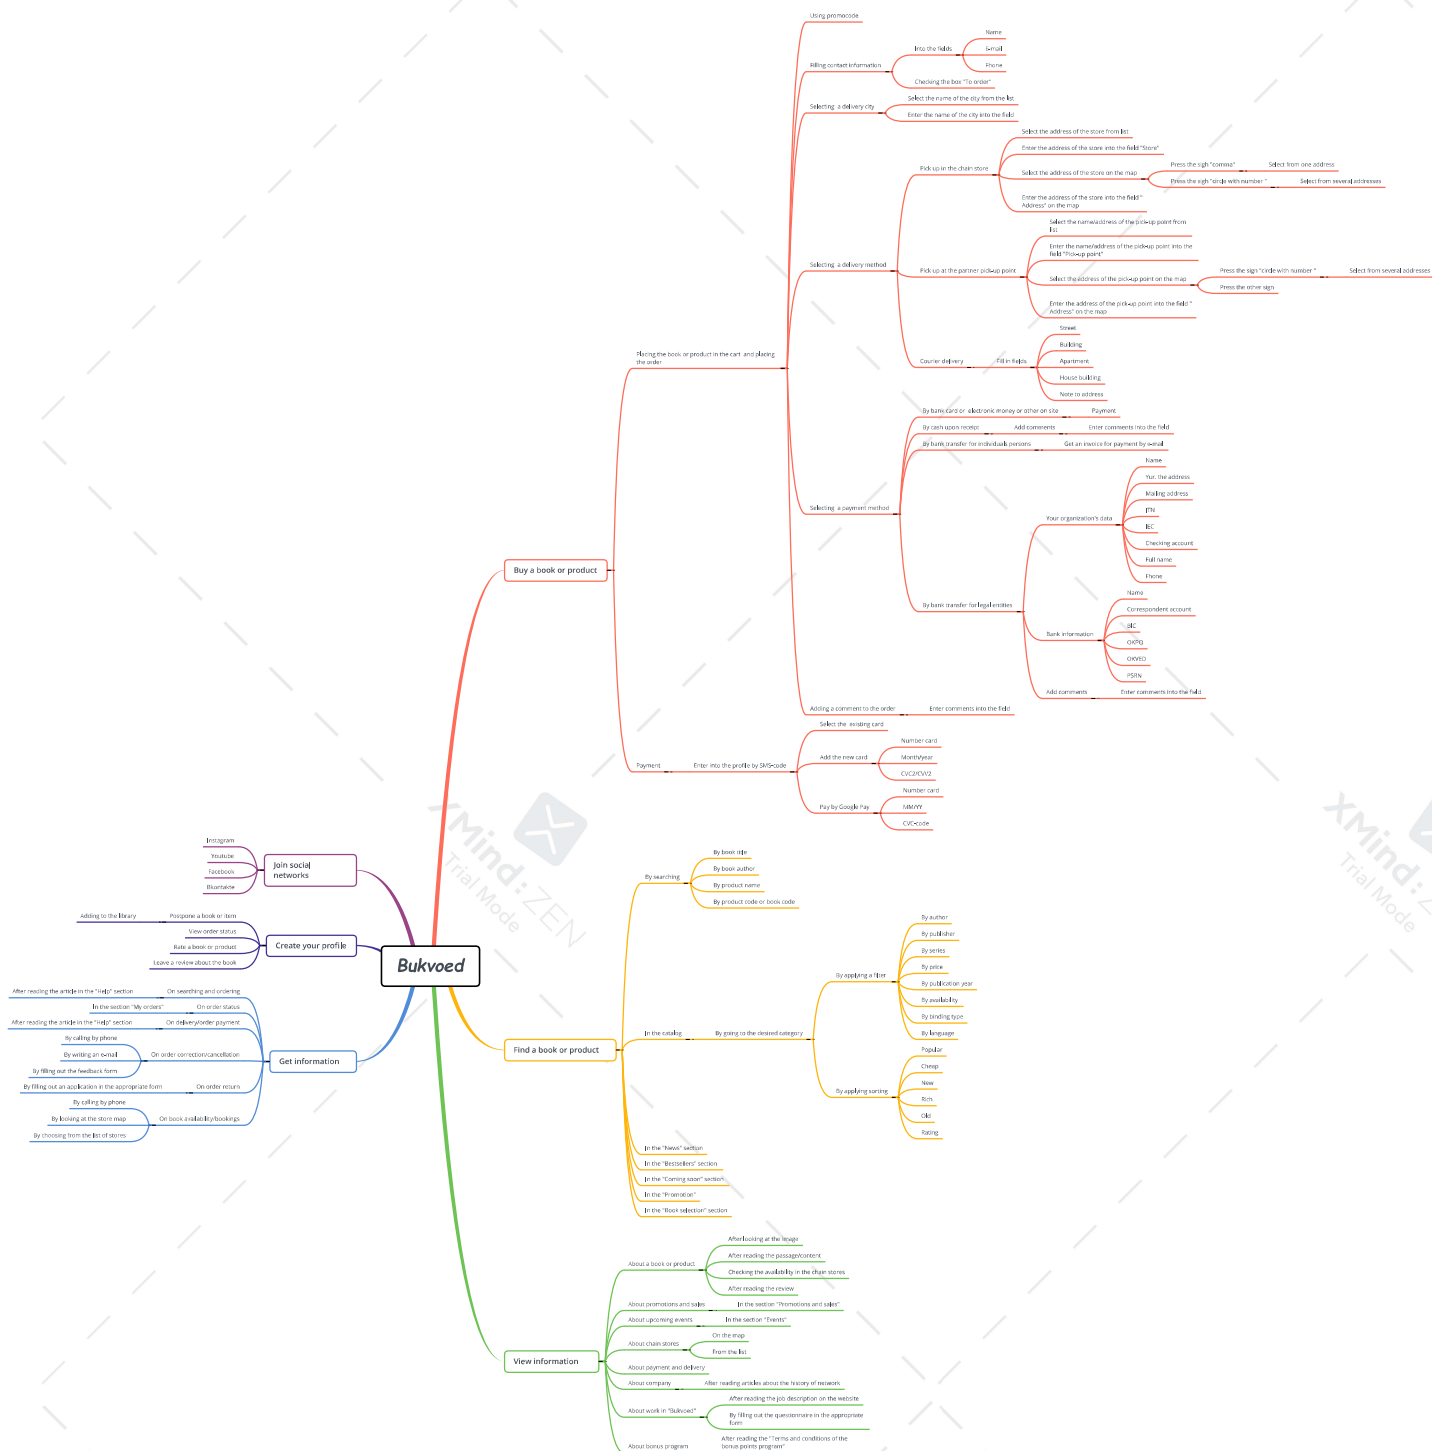 Using promocode
Filling contact information
Into the fields
Name
E-mail
Phone
Checking the box "To order"
Selecting a delivery city
Select the name of the city from the list
Enter the name of the city into the field
Selecting a delivery method
Pick up in the chain store
Select the address of the store from list
Enter the address of the store into the field "Store"
Select the address of the store on the map
Press the sigh "comma"
Select from one address
Press the sigh "circle with number "
Select from several addresses
Enter the address of the store into the field "
Address" on the map
Pick up at the partner pick-up point
Select the name/address of the pick-up point from
list
Enter the name/address of the pick-up point into the
field "Pick-up point"
Select the address of the pick-up point on the map
Press the sign "circle with number "
Select from several addresses
Press the other sign
Enter the address of the pick-up point into the field "
Address" on the map
Courier delivery
Fill in fields
Street
Building
Apartment
House building
Note to address
Placing the book or product in the cart and placing
the order
Selecting a payment method
By bank card or electronic money or other on site
Payment
By cash upon receipt
Add comments
Enter comments into the field
By bank transfer for individuals persons
Get an invoice for payment by e-mail
By bank transfer for legal entities
Your organization's data
Name
Yur. the address
Mailing address
ITN
IEC
Checking account
Full name
Phone
Bank information
Name
Correspondent account
BIC
OKPO
OKVED
PSRN
Add comments
Enter comments into the field
Adding a comment to the order
Enter comments into the field
Buy a book or product
Payment
Enter into the profile by SMS-code
Select the existing card
Add the new card
Number card
Month/year
CVC2/CVV2
Pay by Google Pay
Number card
MM/YY
CVC-code
XMind: ZEN
Trial Mode
XMind: ZEN
Trial Mode
Join social
networks
Instagram
Youtube
Facebook
Vkontakte
Create your profile
Postpone a book or item
Adding to the library
View order status
Rate a book or product
Leave a review about the book
Bukvoed
Get information
On searching and ordering
After reading the article in the "Help" section
On order status
In the section "My orders"
On delivery/order payment
After reading the article in the "Help" section
On order correction/cancellation
By calling by phone
By writing an e-mail
By filling out the feedback form
On order return
By filling out an application in the appropriate form
On book availability/bookings
By calling by phone
By looking at the store map
By choosing from the list of stores
Find a book or product
By searching
By book title
By book author
By product name
By product code or book code
In the catalog
By going to the desired category
By applying a filter
By author
By publisher
By series
By price
By publication year
By availability
By binding type
By language
By applying sorting
Popular
Cheap
New
Rich
Old
Rating
In the "News" section
In the "Bestsellers" section
In the "Coming soon" section
In the "Promotion"
In the "Book selection" section
View information
About a book or product
After looking at the image
After reading the passage/content
Checking the availability in the chain stores
After reading the review
About promotions and sales
In the section "Promotions and sales"
About upcoming events
In the section "Events"
About chain stores
On the map
From the list
About payment and delivery
About company
After reading articles about the history of network
About work in "Bukvoed"
After reading the job description on the website
By filling out the questionnaire in the appropriate
form
About bonus program
After reading the "Terms and conditions of the
bonus points program"